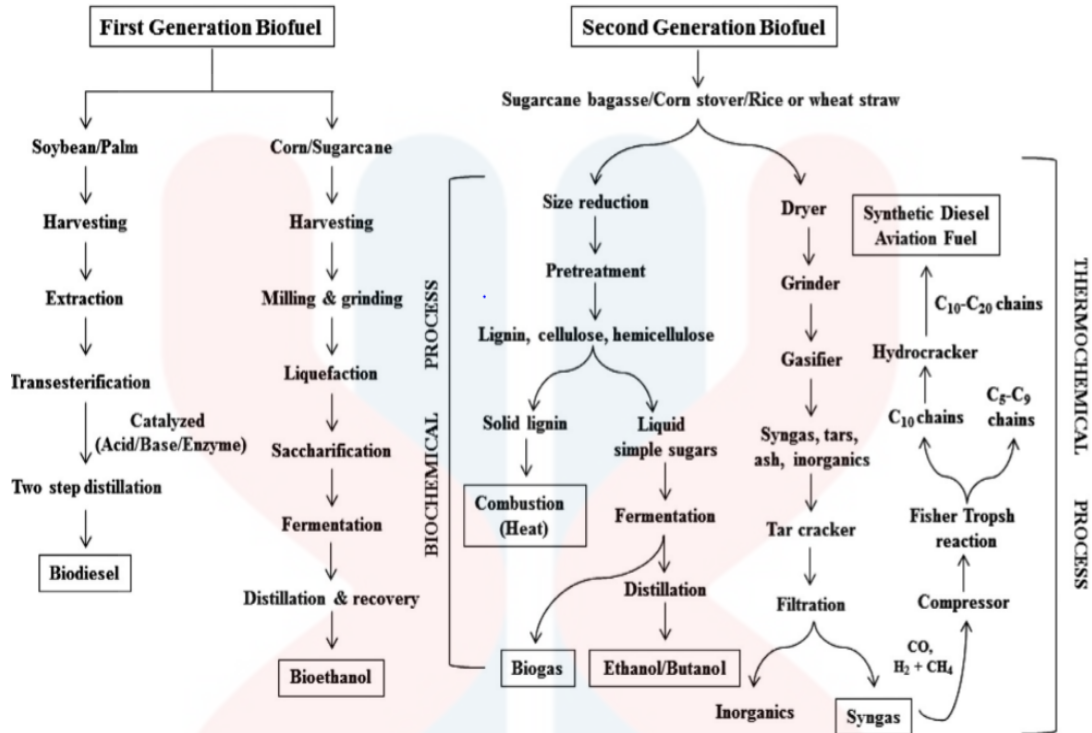 First Generation Biofuel
Soybean/Palm
Harvesting
Extraction
Transesterification
Catalyzed
(Acid/Base/Enzyme)
Two step distillation
Biodiesel
Corn/Sugarcane
Harvesting
Milling & grinding
Liquefaction
Saccharification
Fermentation
Distillation & recovery
Bioethanol
Second Generation Biofuel
Sugarcane bagasse/Corn stover/Rice or wheat straw
BIOCHEMICAL PROCESS
Size reduction
Pretreatment
Lignin, cellulose, hemicellulose
Solid lignin
Combustion
(Heat)
Liquid
simple sugars
Fermentation
Distillation
Biogas
Ethanol/Butanol
Dryer
Grinder
Gasifier
Syngas, tars,
ash, inorganics
Tar cracker
Filtration
Inorganics
Syngas
CO,
H₂ + CH₄
Compressor
Fisher Tropsh
reaction
C₁₀ chains
C₅-C₉
chains
Hydrocracker
C₁₀-C₂₀ chains
Synthetic Diesel
Aviation Fuel
THERMOCHEMICAL PROCESS